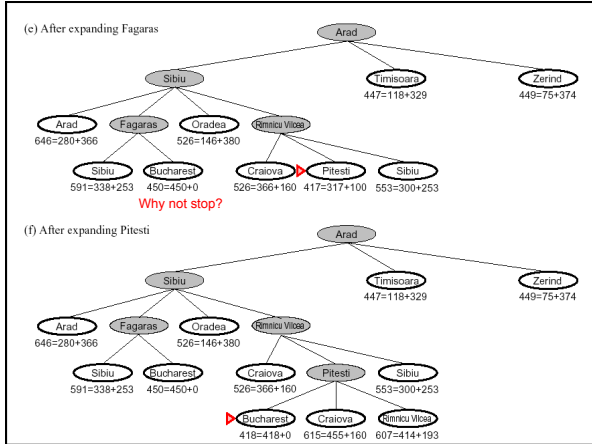 (e) After expanding Fagaras
Arad
Sibiu
Timisoara
Zerind
447=118+329
449=75+374
Arad
Fagaras
Oradea
Rimnicu Vilcea
646=280+366
526=146+380
Sibiu
Bucharest
Craiova
Pitesti
Sibiu
591=338+253
450=450+0
526=366+160
417=317+100
553=300+253
Why not stop?
(f) After expanding Pitesti
Arad
Sibiu
Timisoara
Zerind
447=118+329
449=75+374
Arad
Fagaras
Oradea
Rimnicu Vilcea
646=280+366
526=146+380
Sibiu
Bucharest
Craiova
Pitesti
Sibiu
591=338+253
450=450+0
526=366+160
553=300+253
Bucharest
Craiova
Rimnicu Vilcea
418=418+0
615=455+160
607=414+193